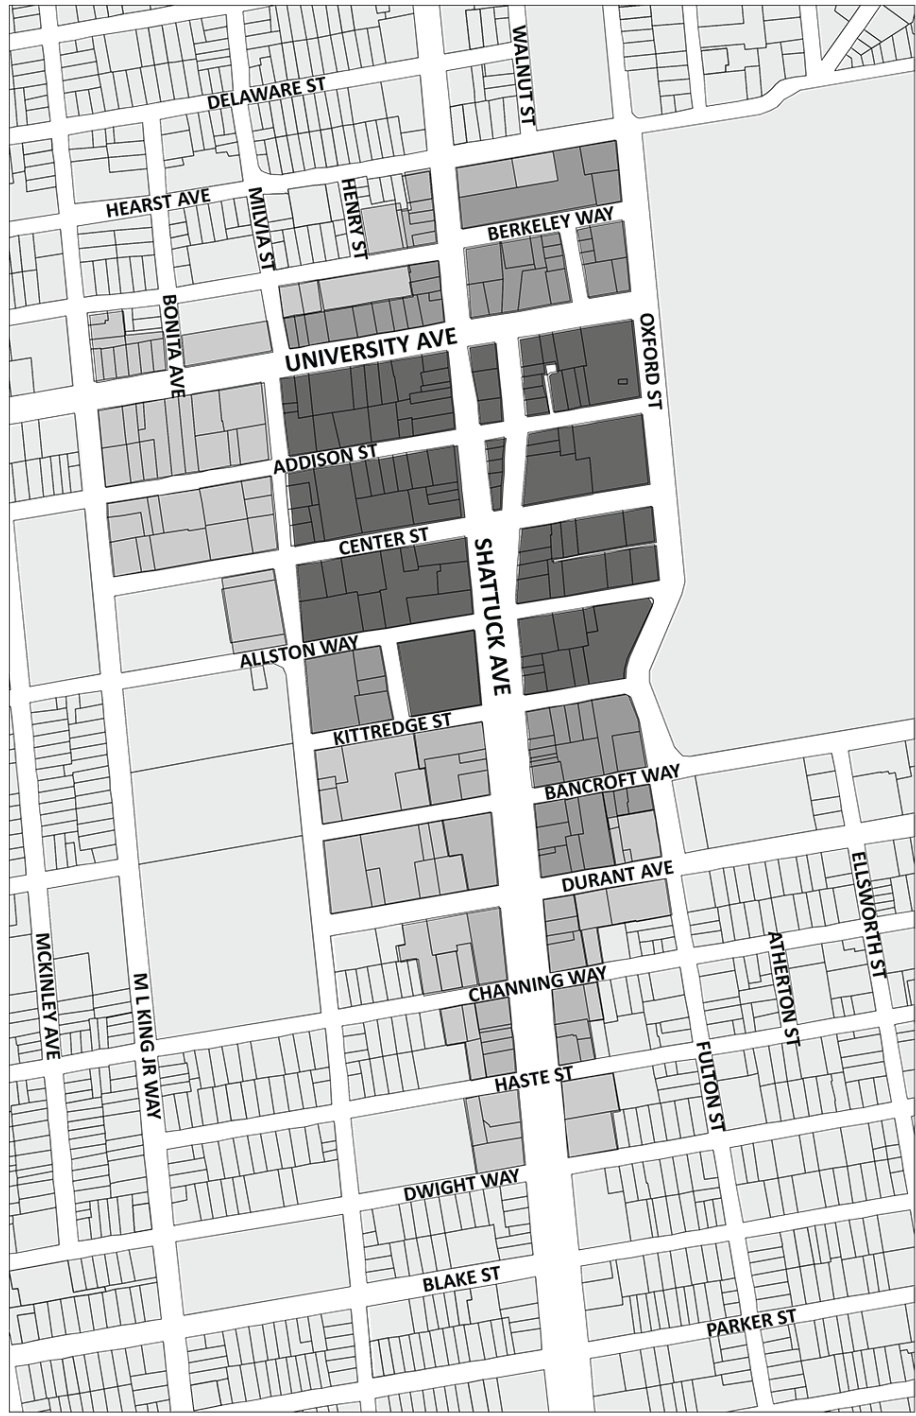 WALNUT ST
DELAWARE ST
HEARST AVE
MILVIA ST
HENRY ST
BERKELEY WAY
BONITA AVE
UNIVERSITY AVE
OXFORD ST
ADDISON ST
CENTER ST
SHATTUCK AVE
ALLSTON WAY
KITTREDGE ST
BANCROFT WAY
DURANT AVE
ELLSWORTH ST
MCKINLEY AVE
M L KING JR WAY
CHANNING WAY
ATHERTON ST
HASTE ST
FULTON ST
DWIGHT WAY
BLAKE ST
PARKER ST